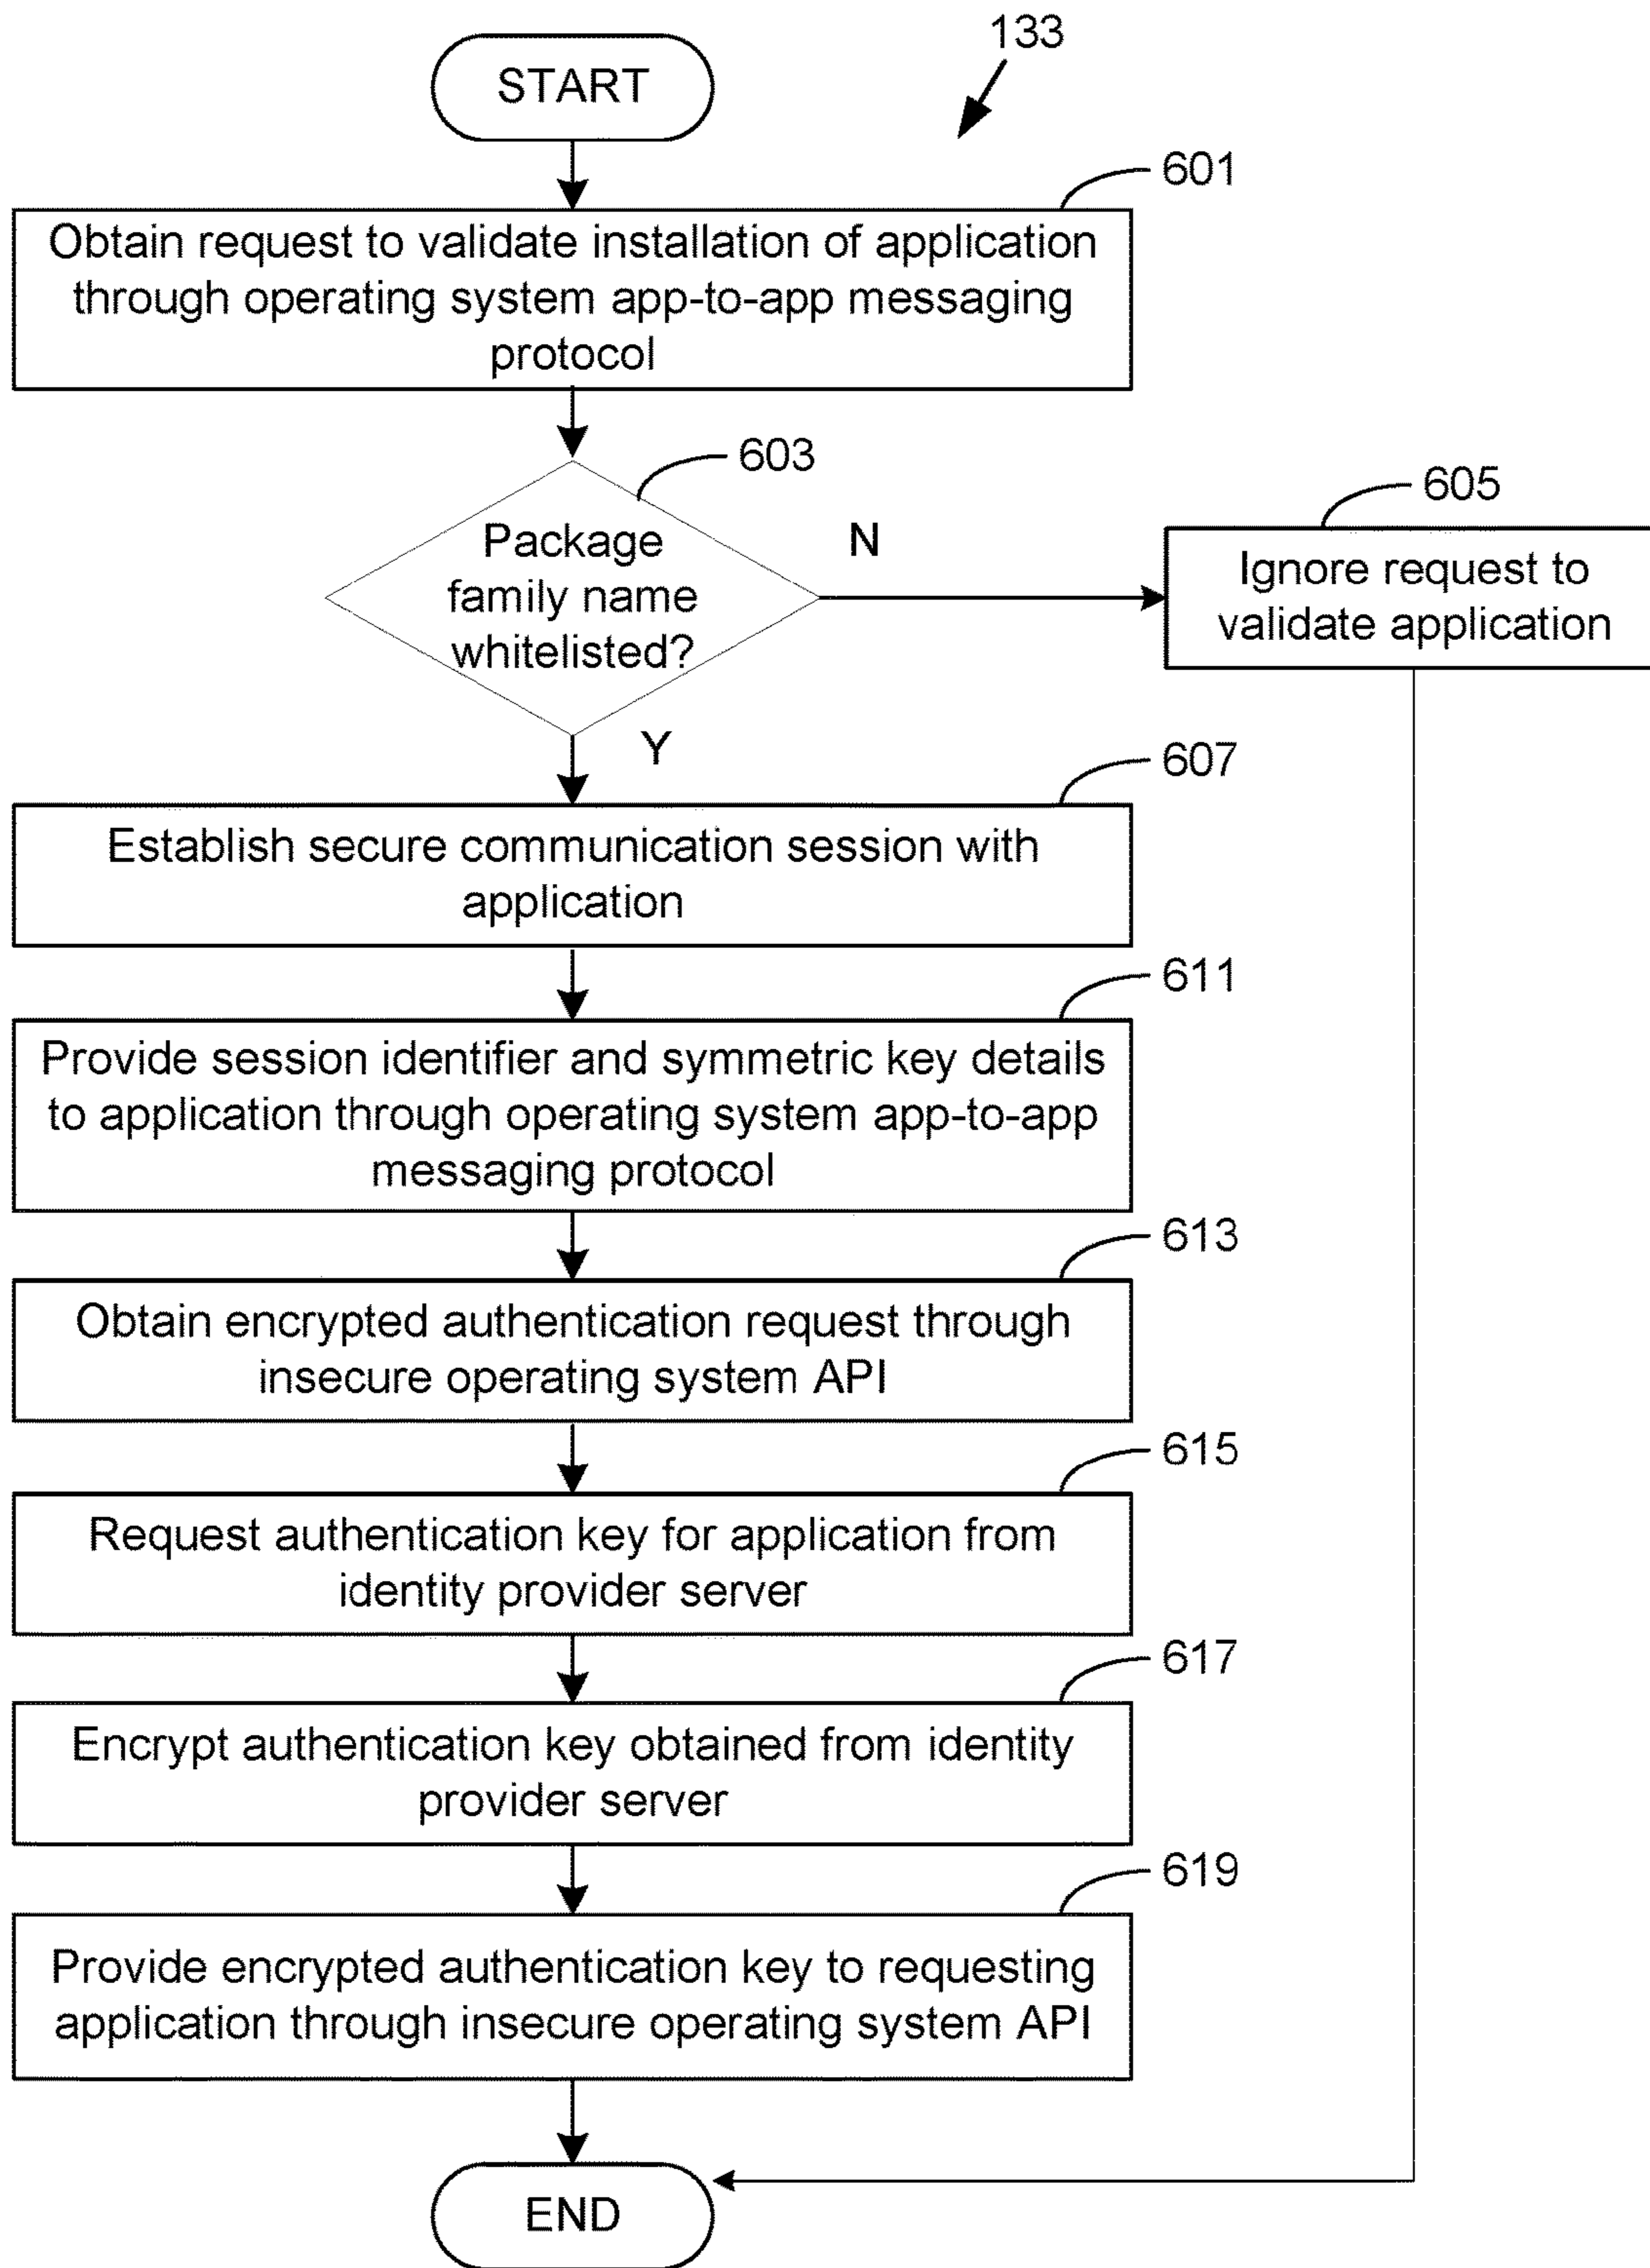 133
START
601
Obtain request to validate installation of application
through operating system app-to-app messaging
protocol
603
Package
family name
whitelisted?
N
605
Ignore request to
validate application
Y
607
Establish secure communication session with
application
611
Provide session identifier and symmetric key details
to application through operating system app-to-app
messaging protocol
613
Obtain encrypted authentication request through
insecure operating system API
615
Request authentication key for application from
identity provider server
617
Encrypt authentication key obtained from identity
provider server
619
Provide encrypted authentication key to requesting
application through insecure operating system API
END